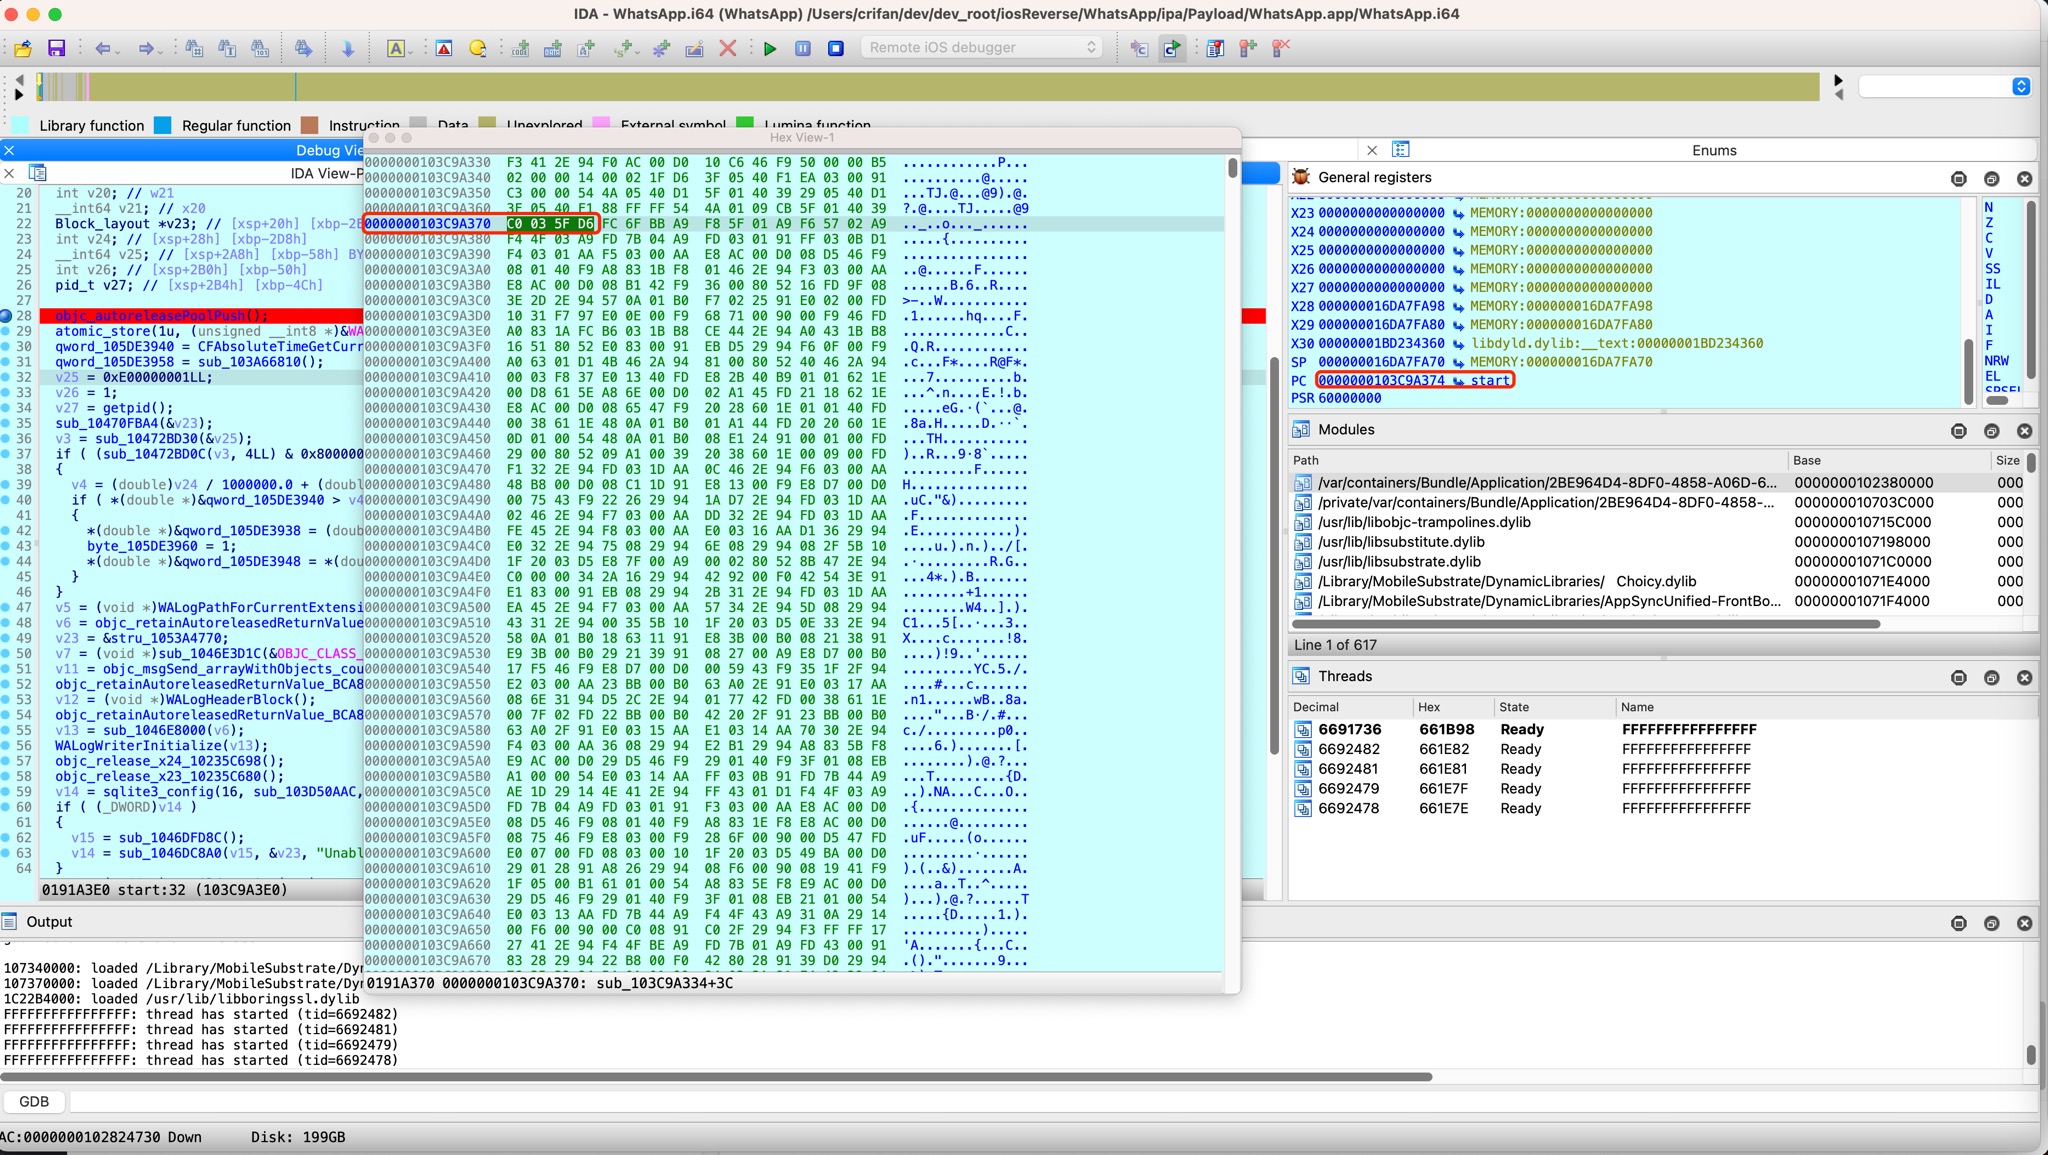 IDA - WhatsApp.i64 (WhatsApp) /Users/crifan/dev/dev_root/iosReverse/WhatsApp/ipa/Payload/WhatsApp.app/WhatsApp.i64
Remote iOS debugger
Library function Regular function Instruction Data Unexplored External symbol Lumina function
Debug Vie
IDA View-P
20 int v20; // w21
21 __int64 v21; // x20
22 Block_layout *v23; // [xsp+20h] [xbp-2E
23 int v24; // [xsp+28h] [xbp-2D8h]
24 __int64 v25; // [xsp+2A8h] [xbp-58h] BY
25 int v26; // [xsp+2B0h] [xbp-50h]
26 pid_t v27; // [xsp+2B4h] [xbp-4Ch]
27
28 objc_autoreleasePoolPush();
29 atomic_store(1u, (unsigned __int8 *)&WA
30 qword_105DE3940 = CFAbsoluteTimeGetCurr
31 qword_105DE3958 = sub_103A66810();
32 v25 = 0xE00000001LL;
33 v26 = 1;
34 v27 = getpid();
35 sub_10470FBA4(&v23);
36 v3 = sub_10472BD30(&v25);
37 if ( (sub_10472BD0C(v3, 4LL) & 0x800000
38 {
39 v4 = (double)v24 / 1000000.0 + (doub
40 if ( *(double *)&qword_105DE3940 > v4
41 {
42 *(double *)&qword_105DE3938 = (doub
43 byte_105DE3960 = 1;
44 *(double *)&qword_105DE3948 = *(dou
45 }
46 }
47 v5 = (void *)WALogPathForCurrentExtensi
48 v6 = objc_retainAutoreleasedReturnValue
49 v23 = &stru_1053A4770;
50 v7 = (void *)sub_1046E3D1C(&OBJC_CLASS_
51 v11 = objc_msgSend_arrayWithObjects_cou
52 objc_retainAutoreleasedReturnValue_BCA8
53 v12 = (void *)WALogHeaderBlock();
54 objc_retainAutoreleasedReturnValue_BCA8
55 v13 = sub_1046E8000(v6);
56 WALogWriterInitialize(v13);
57 objc_release_x24_10235C698();
58 objc_release_x23_10235C680();
59 v14 = sqlite3_config(16, sub_103D50AAC,
60 if ( (_DWORD)v14 )
61 {
62 v15 = sub_1046DFD8C();
63 v14 = sub_1046DC8A0(v15, &v23, "Unabl
64 }
0191A3E0 start:32 (103C9A3E0)
Hex View-1
0000000103C9A330 F3 41 2E 94 F0 AC 00 D0 10 C6 46 F9 50 00 00 B5
0000000103C9A340 02 00 00 14 00 02 1F D6 3F 05 40 F1 EA 03 00 91
0000000103C9A350 C3 00 00 54 4A 05 40 D1 5F 01 40 39 29 05 40 D1
0000000103C9A360 3F 05 40 F1 88 FF FF 54 4A 01 09 CB 5F 01 40 39
0000000103C9A370 C0 03 5F D6 FC 6F BB A9 F8 5F 01 A9 F6 57 02 A9
0000000103C9A380 F4 4F 03 A9 FD 7B 04 A9 FD 03 01 91 FF 03 0B D1
0000000103C9A390 F4 03 01 AA F5 03 00 AA E8 AC 00 D0 08 D5 46 F9
0000000103C9A3A0 08 01 40 F9 A8 83 1B F8 01 46 2E 94 F3 03 00 AA
0000000103C9A3B0 E8 AC 00 D0 08 B1 42 F9 36 00 80 52 16 FD 9F 08
0000000103C9A3C0 3E 2D 2E 94 57 0A 01 B0 F7 02 25 91 E0 02 00 FD
0000000103C9A3D0 10 31 F7 97 E0 0E 00 F9 68 71 00 90 00 F9 46 FD
0000000103C9A3E0 A0 83 1A FC B6 03 1B B8 CE 44 2E 94 A0 43 1B B8
0000000103C9A3F0 16 51 80 52 E0 83 00 91 EB D5 29 94 F6 0F 00 F9
0000000103C9A400 A0 63 01 D1 4B 46 2A 94 81 00 80 52 40 46 2A 94
0000000103C9A410 00 03 F8 37 E0 13 40 FD E8 2B 40 B9 01 01 62 1E
0000000103C9A420 00 D8 61 5E A8 6E 00 D0 02 A1 45 FD 21 18 62 1E
0000000103C9A430 E8 AC 00 D0 08 65 47 F9 20 28 60 1E 01 01 40 FD
0000000103C9A440 00 38 61 1E 48 0A 01 B0 01 A1 44 FD 20 20 60 1E
0000000103C9A450 0D 01 00 54 48 0A 01 B0 08 E1 24 91 00 01 00 FD
0000000103C9A460 29 00 80 52 09 A1 00 39 20 38 60 1E 00 09 00 FD
0000000103C9A470 F1 32 2E 94 FD 03 1D AA 0C 46 2E 94 F6 03 00 AA
0000000103C9A480 48 B8 00 D0 08 C1 1D 91 E8 13 00 F9 E8 D7 00 D0
0000000103C9A490 00 75 43 F9 22 26 29 94 1A D7 2E 94 FD 03 1D AA
0000000103C9A4A0 02 46 2E 94 F7 03 00 AA DD 32 2E 94 FD 03 1D AA
0000000103C9A4B0 FE 45 2E 94 F8 03 00 AA E0 03 16 AA D1 36 29 94
0000000103C9A4C0 E0 32 2E 94 75 08 29 94 6E 08 29 94 08 2F 5B 10
0000000103C9A4D0 1F 20 03 D5 E8 7F 00 A9 00 02 80 52 8B 47 2E 94
0000000103C9A4E0 C0 00 00 34 2A 16 29 94 42 92 00 F0 42 54 3E 91
0000000103C9A4F0 E1 83 00 91 EB 08 29 94 2B 31 2E 94 FD 03 1D AA
0000000103C9A500 EA 45 2E 94 F7 03 00 AA 57 34 2E 94 5D 08 29 94
0000000103C9A510 43 31 2E 94 00 35 5B 10 1F 20 03 D5 0E 33 2E 94
0000000103C9A520 58 0A 01 B0 18 63 11 91 E8 3B 00 B0 08 21 38 91
0000000103C9A530 E9 3B 00 B0 29 21 39 91 08 27 00 A9 E8 D7 00 B0
0000000103C9A540 17 F5 46 F9 E8 D7 00 D0 00 59 43 F9 35 1F 2F 94
0000000103C9A550 E2 03 00 AA 23 BB 00 B0 63 A0 2E 91 E0 03 17 AA
0000000103C9A560 08 6E 31 94 D5 2C 2E 94 01 77 42 FD 00 38 61 1E
0000000103C9A570 00 7F 02 FD 22 BB 00 B0 42 20 2F 91 23 BB 00 B0
0000000103C9A580 63 A0 2F 91 E0 03 15 AA E1 03 14 AA 70 30 2E 94
0000000103C9A590 F4 03 00 AA 36 08 29 94 E2 B1 29 94 A8 83 5B F8
0000000103C9A5A0 E9 AC 00 D0 29 D5 46 F9 29 01 40 F9 3F 01 08 EB
0000000103C9A5B0 A1 00 00 54 E0 03 14 AA FF 03 0B 91 FD 7B 44 A9
0000000103C9A5C0 AE 1D 29 14 4E 41 2E 94 FF 43 01 D1 F4 4F 03 A9
0000000103C9A5D0 FD 7B 04 A9 FD 03 01 91 F3 03 00 AA E8 AC 00 D0
0000000103C9A5E0 08 D5 46 F9 08 01 40 F9 A8 83 1E F8 E8 AC 00 D0
0000000103C9A5F0 08 75 46 F9 E8 03 00 F9 28 6F 00 90 00 D5 47 FD
0000000103C9A600 E0 07 00 FD 08 03 00 10 1F 20 03 D5 49 BA 00 D0
0000000103C9A610 29 01 28 91 A8 26 29 94 08 F6 00 90 08 19 41 F9
0000000103C9A620 1F 05 00 B1 61 01 00 54 A8 83 5E F8 E9 AC 00 D0
0000000103C9A630 29 D5 46 F9 29 01 40 F9 3F 01 08 EB 21 01 00 54
0000000103C9A640 E0 03 13 AA FD 7B 44 A9 F4 4F 43 A9 31 0A 29 14
0000000103C9A650 00 F6 00 90 00 C0 08 91 C0 2F 29 94 F3 FF FF 17
0000000103C9A660 27 41 2E 94 F4 4F BE A9 FD 7B 01 A9 FD 43 00 91
0000000103C9A670 83 28 29 94 22 B8 00 F0 42 80 28 91 39 D0 29 94
0191A370 0000000103C9A370: sub_103C9A334+3C
Enums
General registers
X23 0000000000000000 MEMORY:0000000000000000
X24 0000000000000000 MEMORY:0000000000000000
X25 0000000000000000 MEMORY:0000000000000000
X26 0000000000000000 MEMORY:0000000000000000
X27 0000000000000000 MEMORY:0000000000000000
X28 000000016DA7FA98 MEMORY:000000016DA7FA98
X29 000000016DA7FA80 MEMORY:000000016DA7FA80
X30 00000001BD234360 libdyld.dylib:__text:00000001BD234360
SP 000000016DA7FA70 MEMORY:000000016DA7FA70
PC 0000000103C9A374 start
PSR 60000000
N
Z
C
V
SS
IL
D
A
I
F
NRW
EL
Modules
Path Base Size
/var/containers/Bundle/Application/2BE964D4-8DF0-4858-A06D-6... 0000000102380000 000
/private/var/containers/Bundle/Application/2BE964D4-8DF0-4858-... 000000010703C000 000
/usr/lib/libobjc-trampolines.dylib 000000010715C000 000
/usr/lib/libsubstitute.dylib 0000000107198000 000
/usr/lib/libsubstrate.dylib 00000001071C0000 000
/Library/MobileSubstrate/DynamicLibraries/ Choicy.dylib 00000001071E4000 000
/Library/MobileSubstrate/DynamicLibraries/AppSyncUnified-FrontBo... 00000001071F4000 000
Line 1 of 617
Threads
Decimal Hex State Name
6691736 661B98 Ready FFFFFFFFFFFFFFFF
6692482 661E82 Ready FFFFFFFFFFFFFFFF
6692481 661E81 Ready FFFFFFFFFFFFFFFF
6692479 661E7F Ready FFFFFFFFFFFFFFFF
6692478 661E7E Ready FFFFFFFFFFFFFFFF
Output
107340000: loaded /Library/MobileSubstrate/Dyn
107370000: loaded /Library/MobileSubstrate/Dyn
1C22B4000: loaded /usr/lib/libboringssl.dylib
FFFFFFFFFFFFFFFF: thread has started (tid=6692482)
FFFFFFFFFFFFFFFF: thread has started (tid=6692481)
FFFFFFFFFFFFFFFF: thread has started (tid=6692479)
FFFFFFFFFFFFFFFF: thread has started (tid=6692478)
GDB
AC:0000000102824730 Down Disk: 199GB